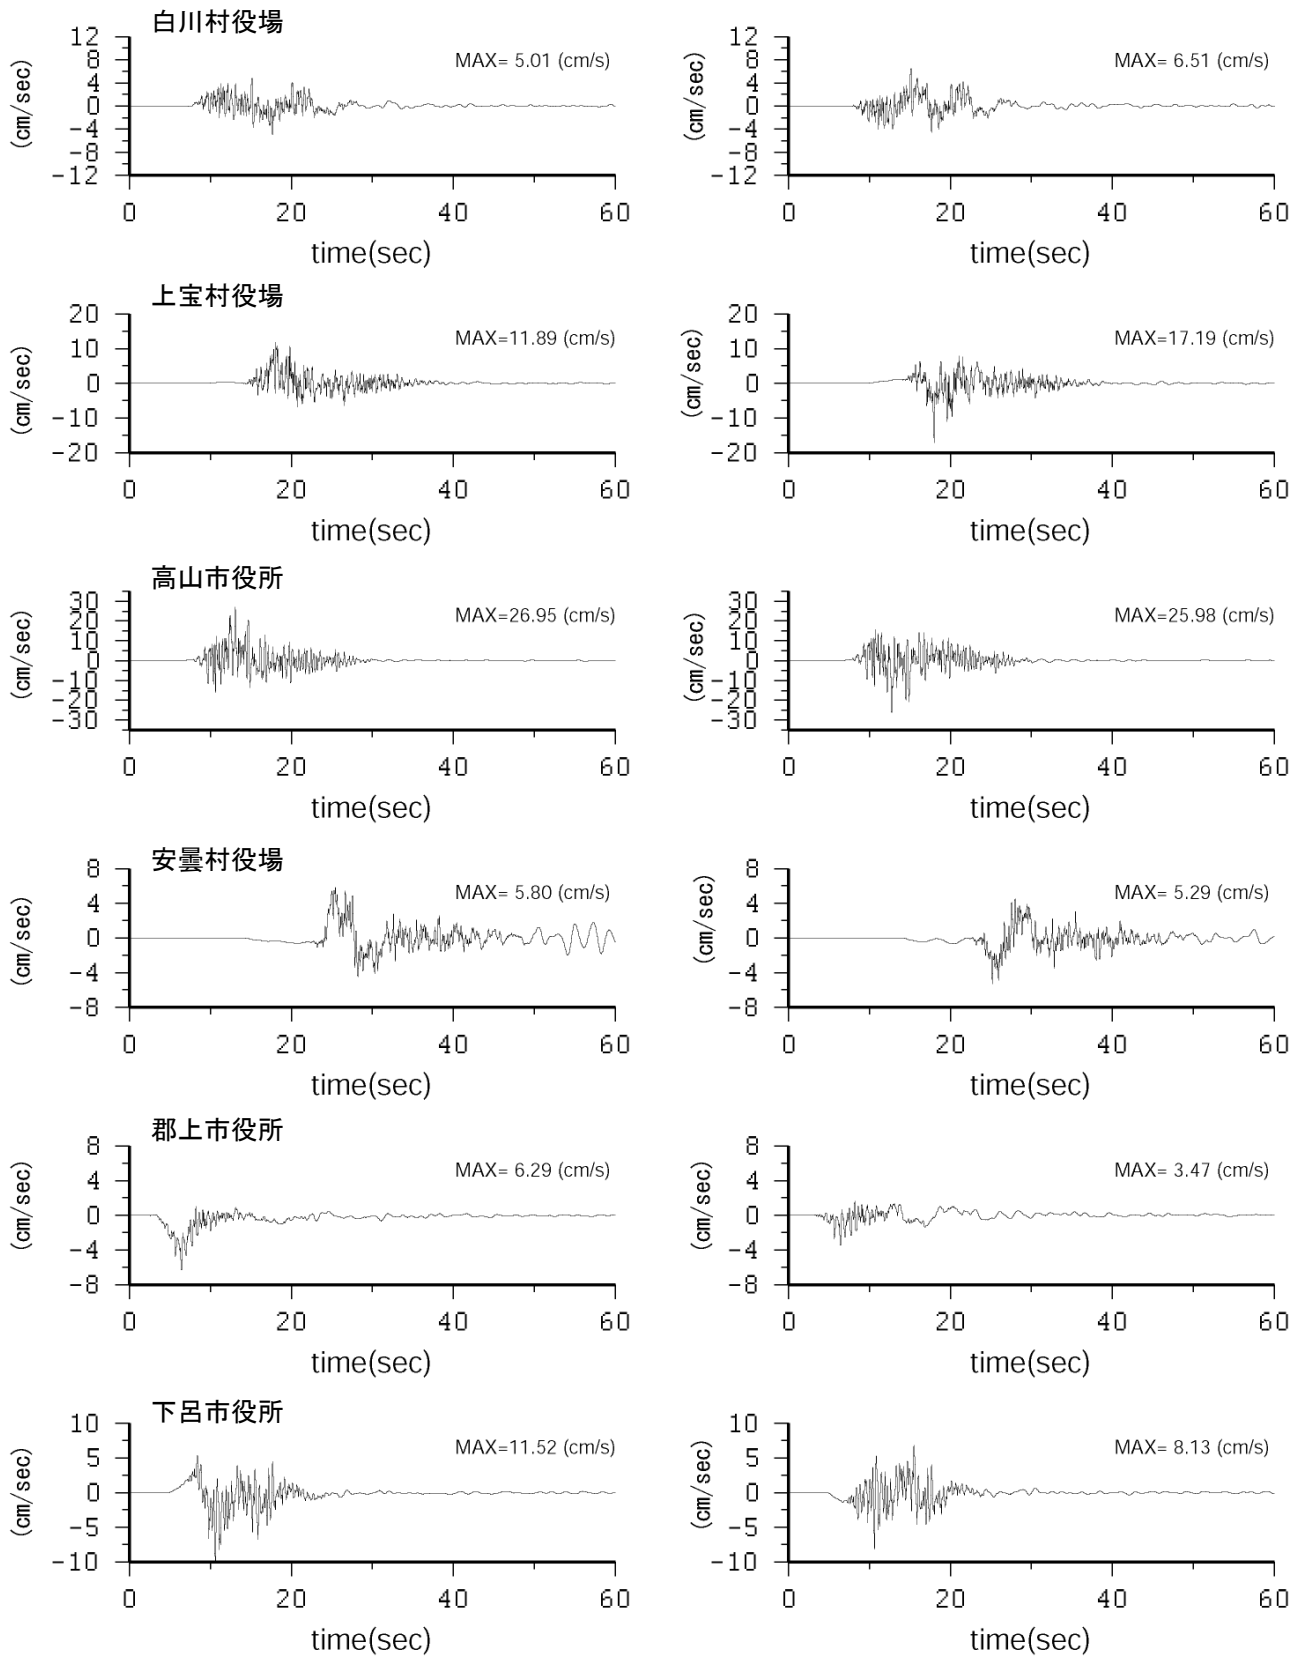 白川村役場
12
8
4
0
-4
-8
-12
(cm/sec)
MAX= 5.01 (cm/s)
0 20 40 60
time(sec)
12
8
4
0
-4
-8
-12
(cm/sec)
MAX= 6.51 (cm/s)
0 20 40 60
time(sec)
上宝村役場
20
10
0
-10
-20
(cm/sec)
MAX=11.89 (cm/s)
0 20 40 60
time(sec)
20
10
0
-10
-20
(cm/sec)
MAX=17.19 (cm/s)
0 20 40 60
time(sec)
高山市役所
30
20
10
0
-10
-20
-30
(cm/sec)
MAX=26.95 (cm/s)
0 20 40 60
time(sec)
30
20
10
0
-10
-20
-30
(cm/sec)
MAX=25.98 (cm/s)
0 20 40 60
time(sec)
安曇村役場
8
4
0
-4
-8
(cm/sec)
MAX= 5.80 (cm/s)
0 20 40 60
time(sec)
8
4
0
-4
-8
(cm/sec)
MAX= 5.29 (cm/s)
0 20 40 60
time(sec)
郡上市役所
8
4
0
-4
-8
(cm/sec)
MAX= 6.29 (cm/s)
0 20 40 60
time(sec)
8
4
0
-4
-8
(cm/sec)
MAX= 3.47 (cm/s)
0 20 40 60
time(sec)
下呂市役所
10
5
0
-5
-10
(cm/sec)
MAX=11.52 (cm/s)
0 20 40 60
time(sec)
10
5
0
-5
-10
(cm/sec)
MAX= 8.13 (cm/s)
0 20 40 60
time(sec)